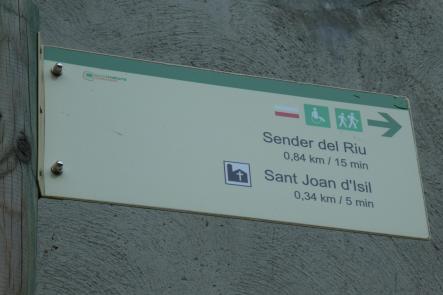 Sender del Riu
0,84 km / 15 min
Sant Joan d'Isil
0,34 km / 5 min